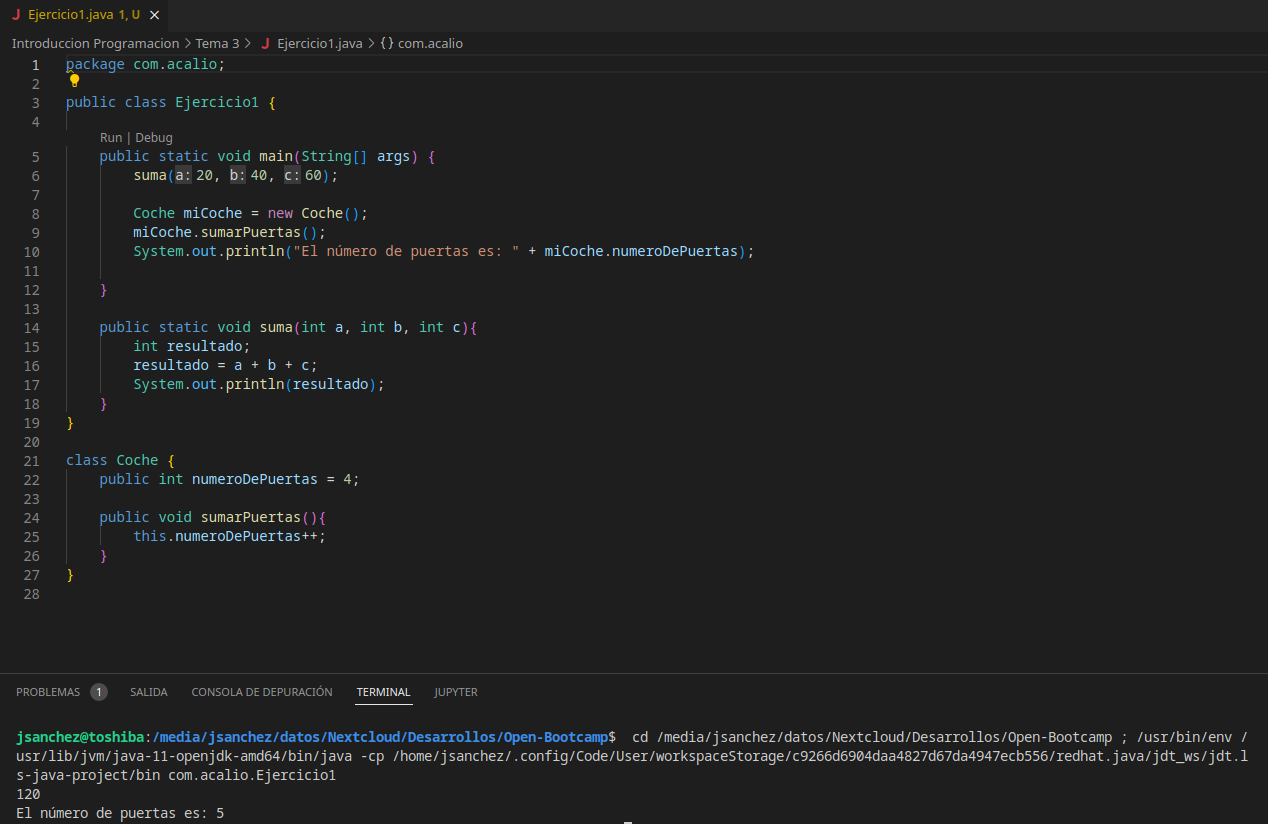 J Ejercicio1.java 1, U ×
Introduccion Programacion > Tema 3 > J Ejercicio1.java > {} com.acalio
1 package com.acalio;
2
3 public class Ejercicio1 {
4
Run | Debug
5 public static void main(String[] args) {
6 suma(a: 20, b: 40, c: 60);
7
8 Coche miCoche = new Coche();
9 miCoche.sumarPuertas();
10 System.out.println("El número de puertas es: " + miCoche.numeroDePuertas);
11
12 }
13
14 public static void suma(int a, int b, int c){
15 int resultado;
16 resultado = a + b + c;
17 System.out.println(resultado);
18 }
19 }
20
21 class Coche {
22 public int numeroDePuertas = 4;
23
24 public void sumarPuertas(){
25 this.numeroDePuertas++;
26 }
27 }
28
PROBLEMAS 1 SALIDA CONSOLA DE DEPURACIÓN TERMINAL JUPYTER
jsanchez@toshiba:/media/jsanchez/datos/Nextcloud/Desarrollos/Open-Bootcamp$ cd /media/jsanchez/datos/Nextcloud/Desarrollos/Open-Bootcamp ; /usr/bin/env /
usr/lib/jvm/java-11-openjdk-amd64/bin/java -cp /home/jsanchez/.config/Code/User/workspaceStorage/c9266d6904daa4827d67da4947ecb556/redhat.java/jdt_ws/jdt.l
s-java-project/bin com.acalio.Ejercicio1
120
El número de puertas es: 5